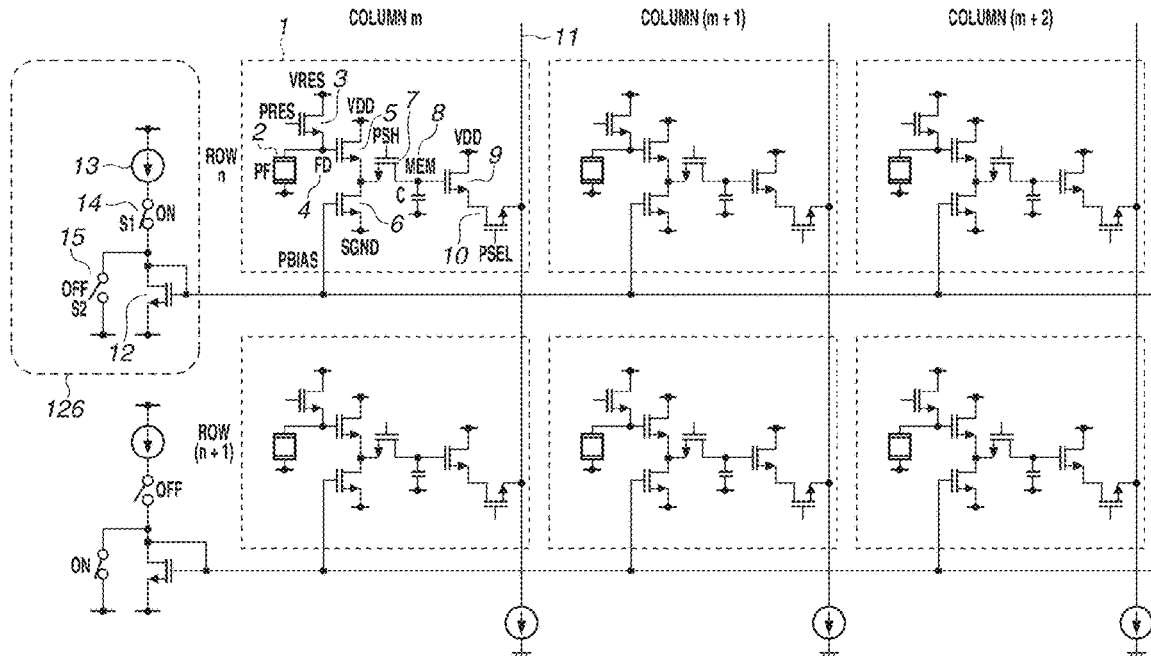 COLUMN m
COLUMN (m + 1)
COLUMN (m + 2)
1
11
VRES
3
VDD
5
7
8
PRES
PSH
MEM
VDD
9
2
PF
FD
4
C
6
SGND
10
PSEL
PBIAS
ROW
n
13
14
S1
ON
15
OFF
S2
12
126
ROW
(n + 1)
OFF
ON